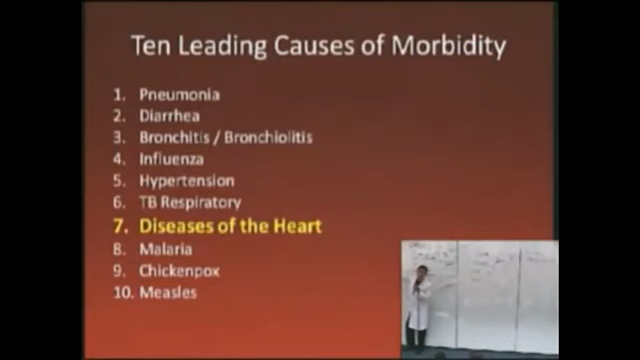 Ten Leading Causes of Morbidity
1. Pneumonia
2. Diarrhea
3. Bronchitis / Bronchiolitis
4. Influenza
5. Hypertension
6. TB Respiratory
7. Diseases of the Heart
8. Malaria
9. Chickenpox
10. Measles